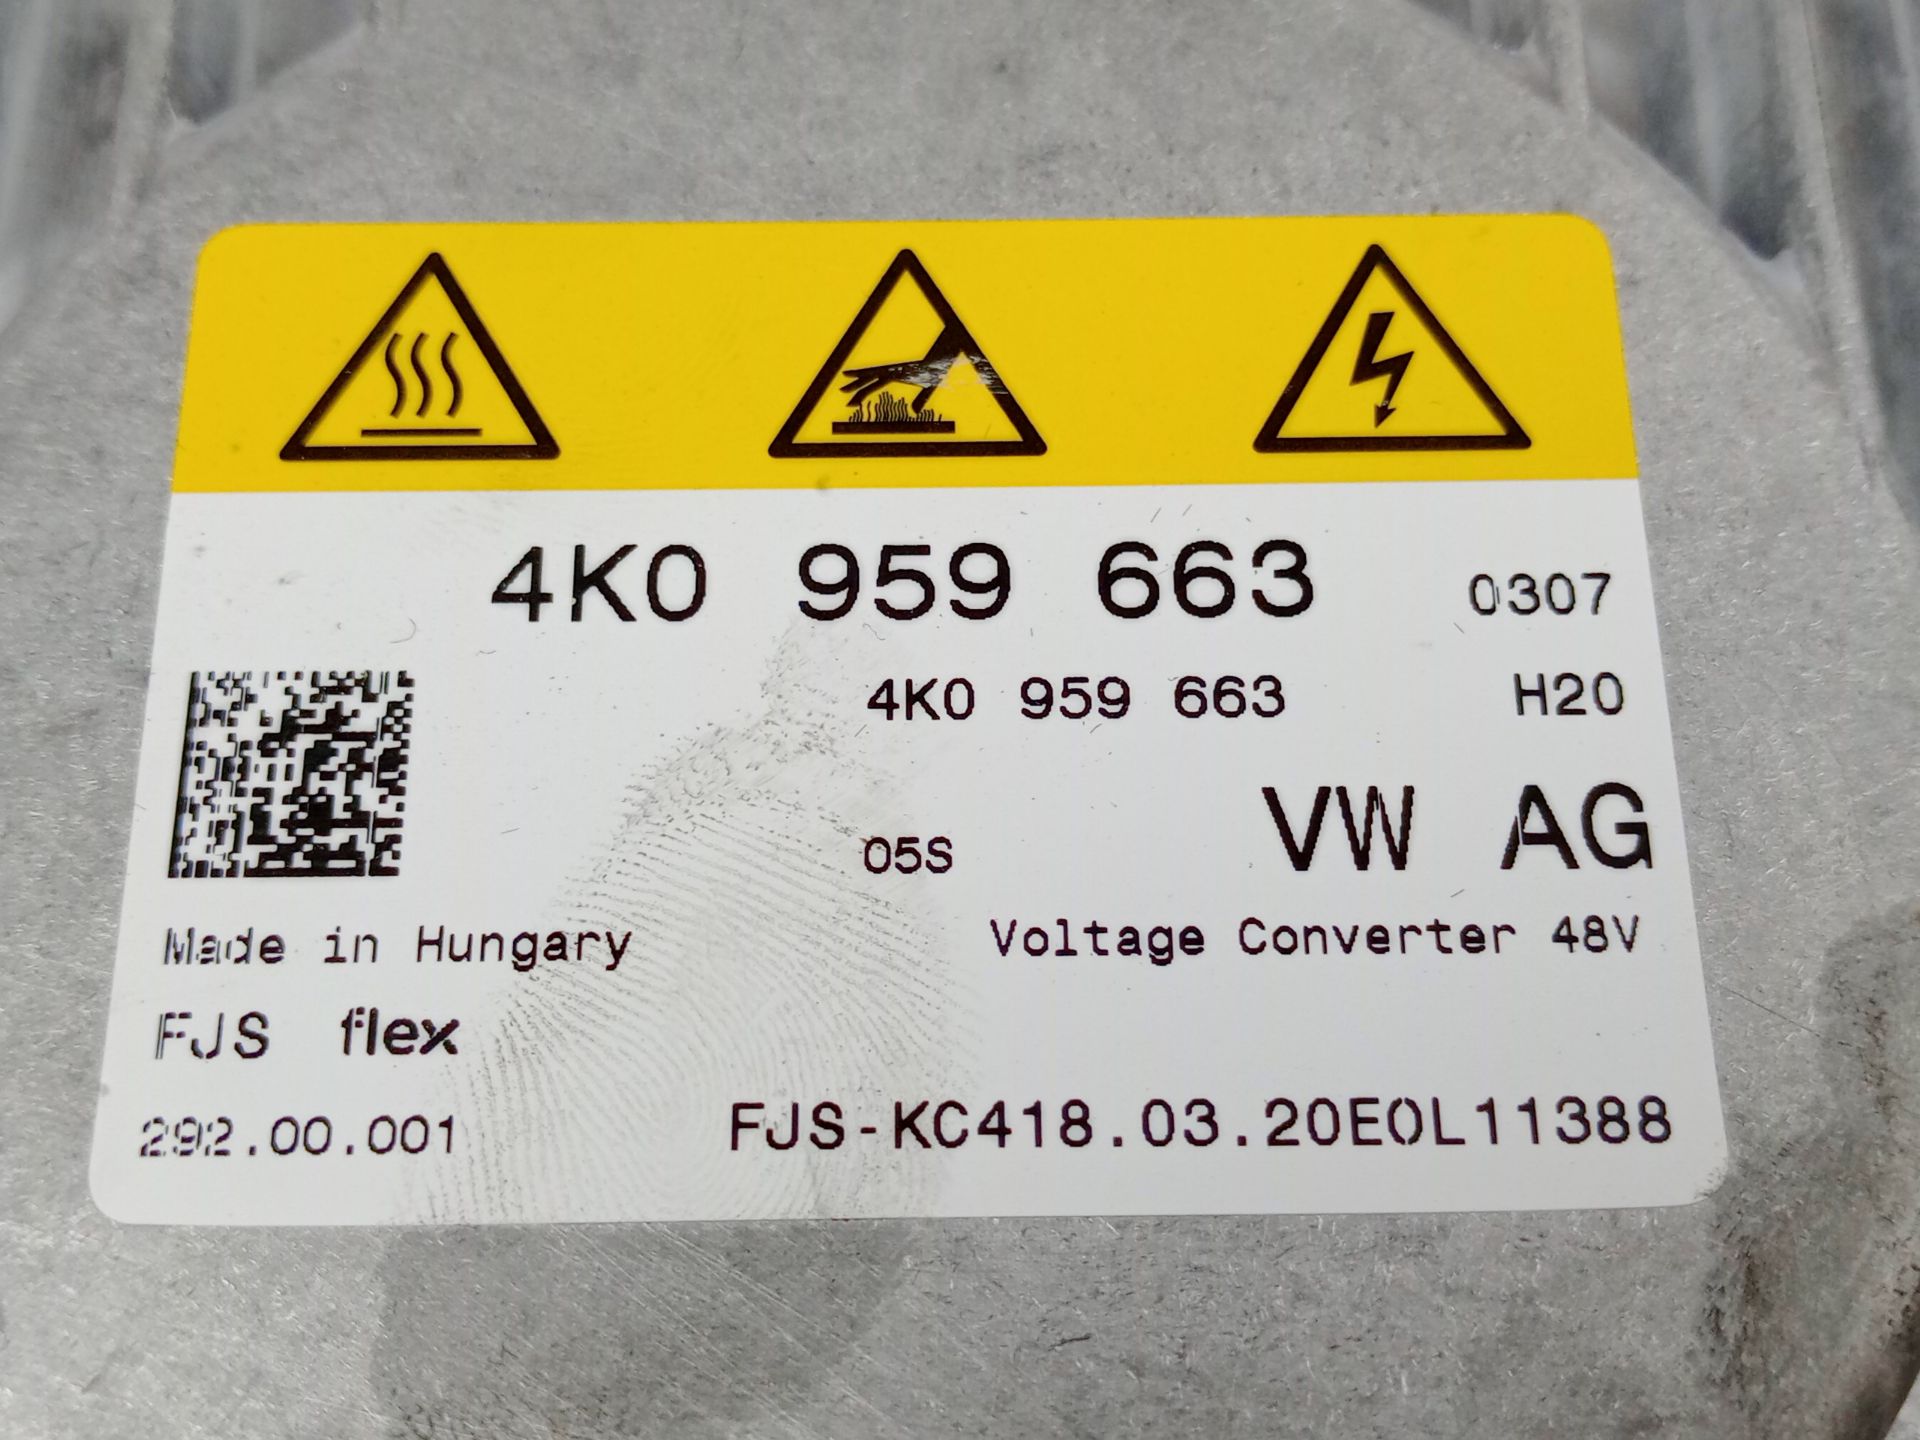 4K0 959 663 0307
4K0 959 663 H20
05S VW AG
Made in Hungary Voltage Converter 48V
FJS flex
292.00.001 FJS-KC418.03.20E0L11388